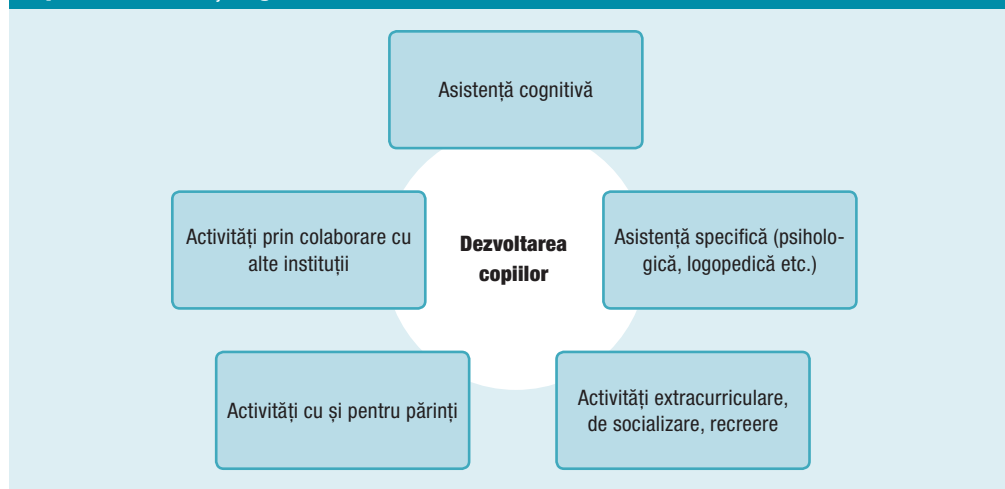 Asistență cognitivă
Activități prin colaborare cu
alte instituții
Dezvoltarea
copiilor
Asistență specifică (psiholo-
gică, logopedică etc.)
Activități cu și pentru părinți
Activități extracurriculare,
de socializare, recreere